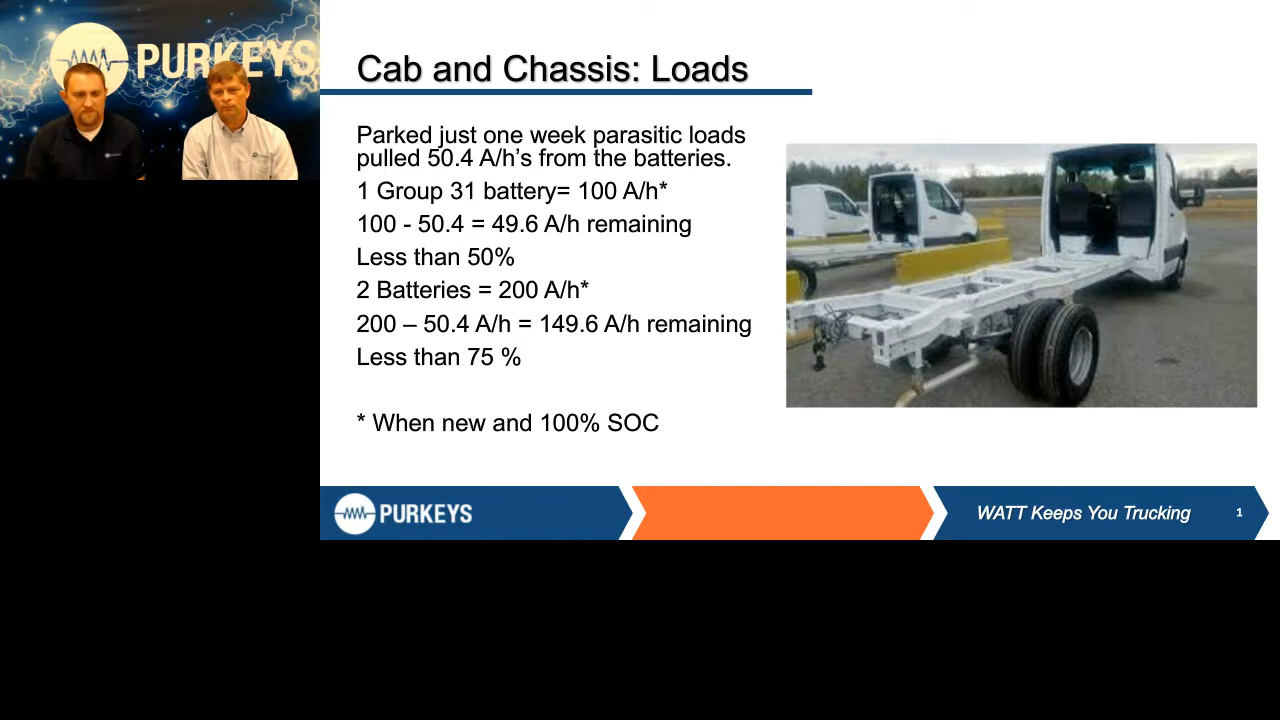 PURKEYS
Cab and Chassis: Loads
Parked just one week parasitic loads
pulled 50.4 A/h’s from the batteries.
1 Group 31 battery= 100 A/h*
100 - 50.4 = 49.6 A/h remaining
Less than 50%
2 Batteries = 200 A/h*
200 – 50.4 A/h = 149.6 A/h remaining
Less than 75 %
* When new and 100% SOC
PURKEYS
WATT Keeps You Trucking
1